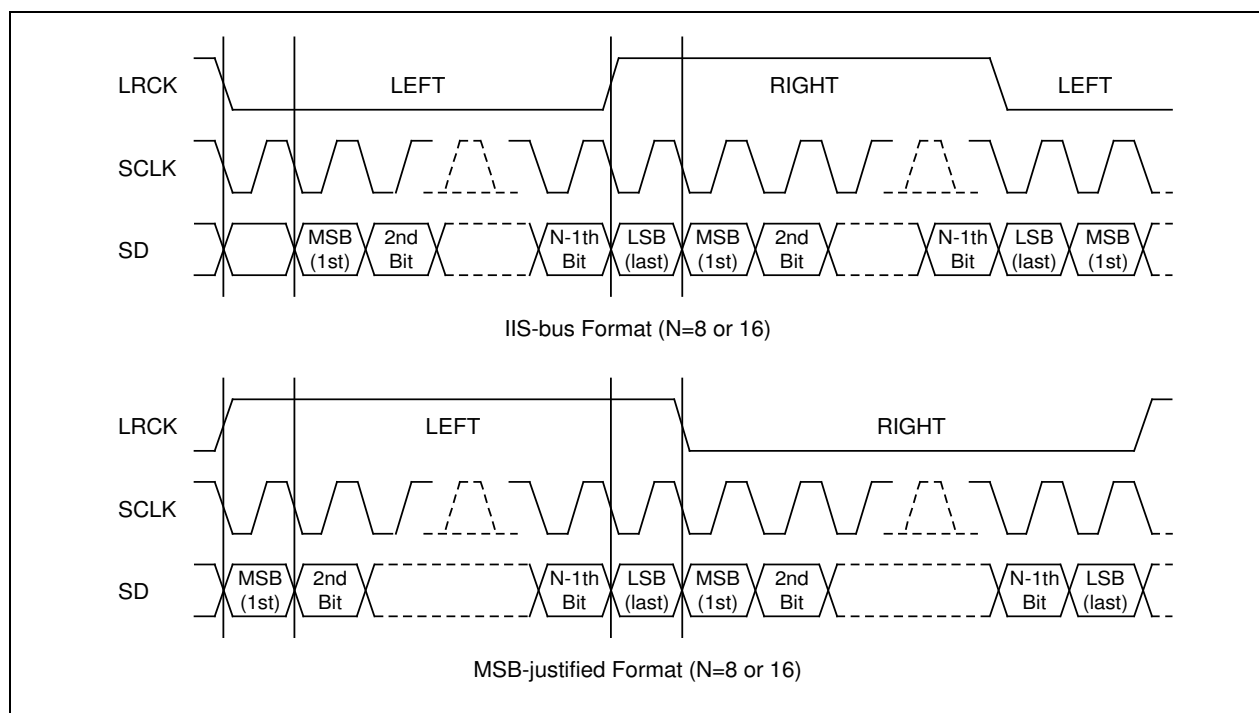 LRCK
LEFT
RIGHT
LEFT
SCLK
SD
MSB
(1st)
2nd
Bit
N-1th
Bit
LSB
(last)
MSB
(1st)
2nd
Bit
N-1th
Bit
LSB
(last)
MSB
(1st)
IIS-bus Format (N=8 or 16)
LRCK
LEFT
RIGHT
SCLK
SD
MSB
(1st)
2nd
Bit
N-1th
Bit
LSB
(last)
MSB
(1st)
2nd
Bit
N-1th
Bit
LSB
(last)
MSB-justified Format (N=8 or 16)